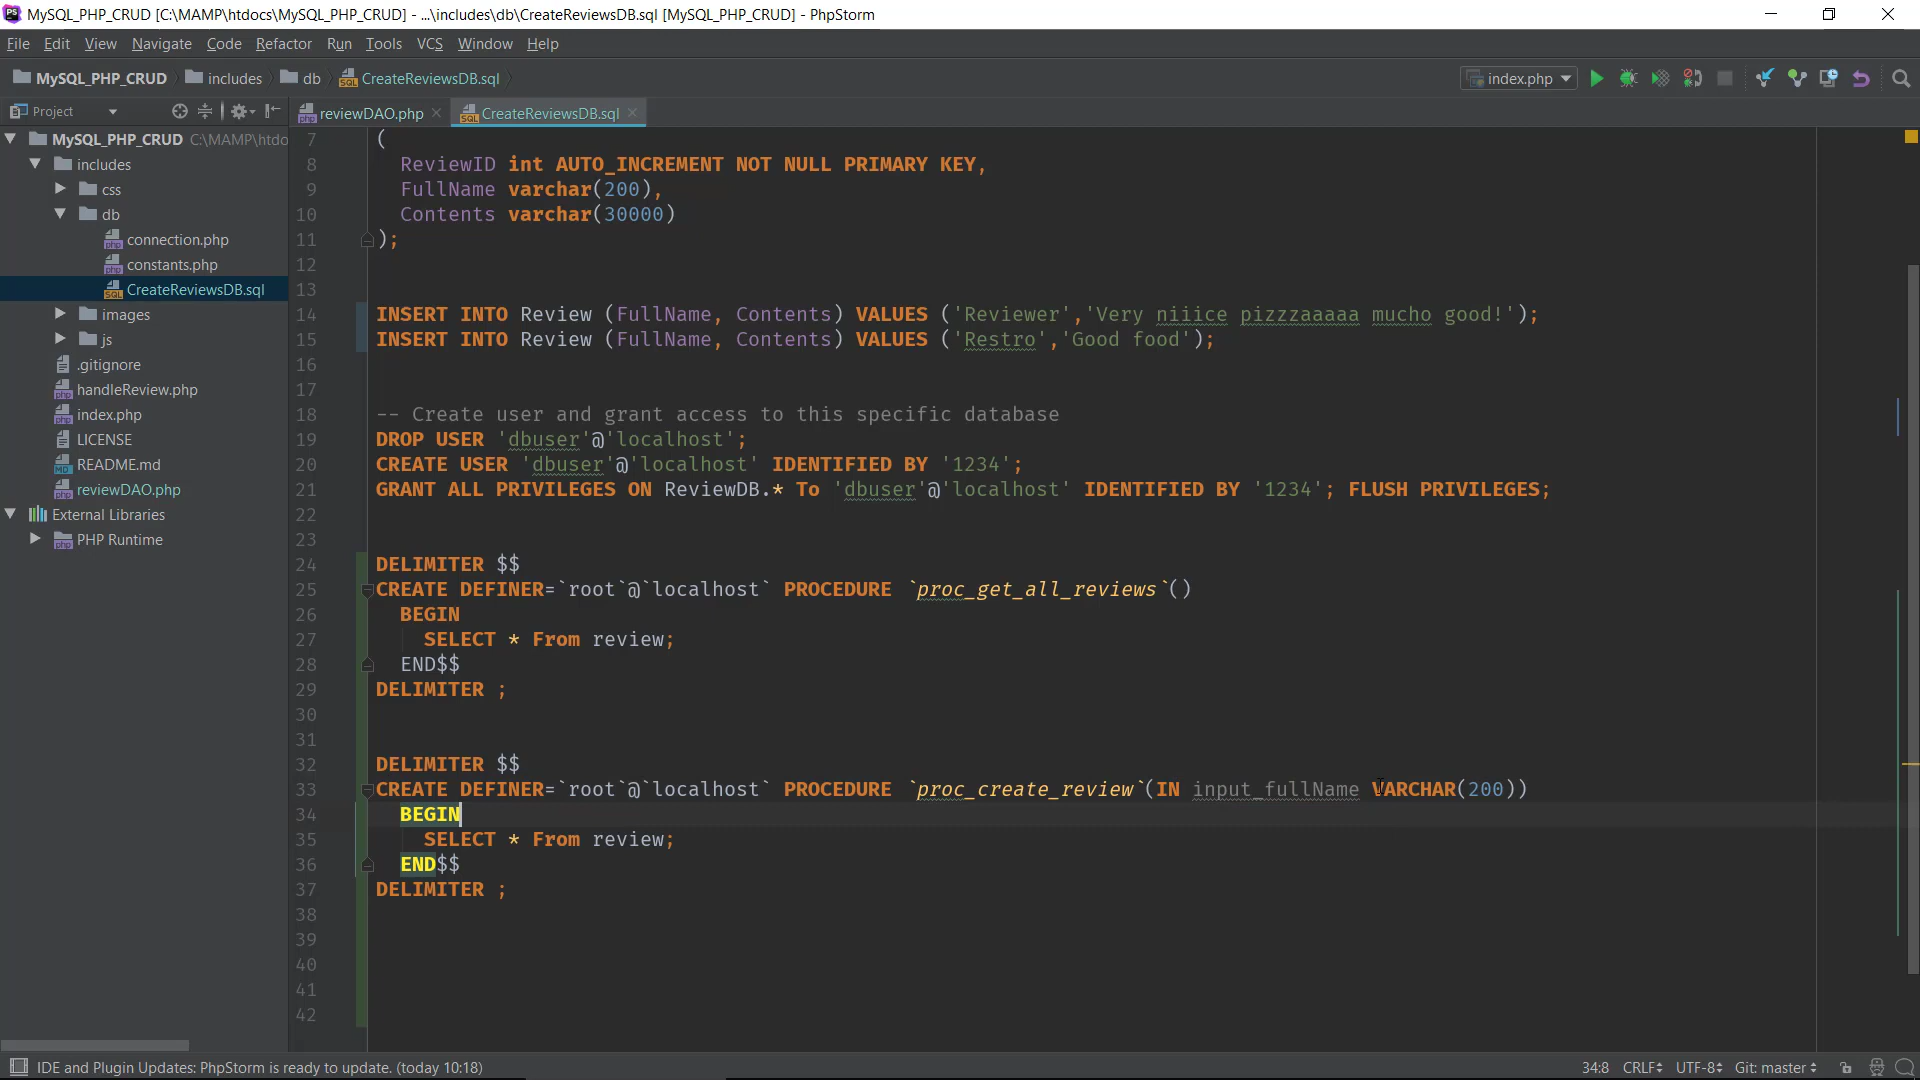 MySQL_PHP_CRUD [C:\MAMP\htdocs\MySQL_PHP_CRUD] - ...\includes\db\CreateReviewsDB.sql [MySQL_PHP_CRUD] - PhpStorm
File Edit View Navigate Code Refactor Run Tools VCS Window Help
MySQL_PHP_CRUD includes db CreateReviewsDB.sql index.php
Project reviewDAO.php CreateReviewsDB.sql
MySQL_PHP_CRUD C:\MAMP\htdo
includes
css
db
connection.php
constants.php
CreateReviewsDB.sql
images
js
.gitignore
handleReview.php
index.php
LICENSE
README.md
reviewDAO.php
External Libraries
PHP Runtime
7 (
8 ReviewID int AUTO_INCREMENT NOT NULL PRIMARY KEY,
9 FullName varchar(200),
10 Contents varchar(30000)
11 );
12
13
14 INSERT INTO Review (FullName, Contents) VALUES ('Reviewer','Very niiice pizzzaaaaa mucho good!');
15 INSERT INTO Review (FullName, Contents) VALUES ('Restro','Good food');
16
17
18 -- Create user and grant access to this specific database
19 DROP USER 'dbuser'@'localhost';
20 CREATE USER 'dbuser'@'localhost' IDENTIFIED BY '1234';
21 GRANT ALL PRIVILEGES ON ReviewDB.* To 'dbuser'@'localhost' IDENTIFIED BY '1234'; FLUSH PRIVILEGES;
22
23
24 DELIMITER $$
25 CREATE DEFINER=`root`@`localhost` PROCEDURE `proc_get_all_reviews`()
26 BEGIN
27 SELECT * From review;
28 END$$
29 DELIMITER ;
30
31
32 DELIMITER $$
33 CREATE DEFINER=`root`@`localhost` PROCEDURE `proc_create_review`(IN input_fullName VARCHAR(200))
34 BEGIN
35 SELECT * From review;
36 END$$
37 DELIMITER ;
38
39
40
41
42
IDE and Plugin Updates: PhpStorm is ready to update. (today 10:18) 34:8 CRLF UTF-8 Git: master